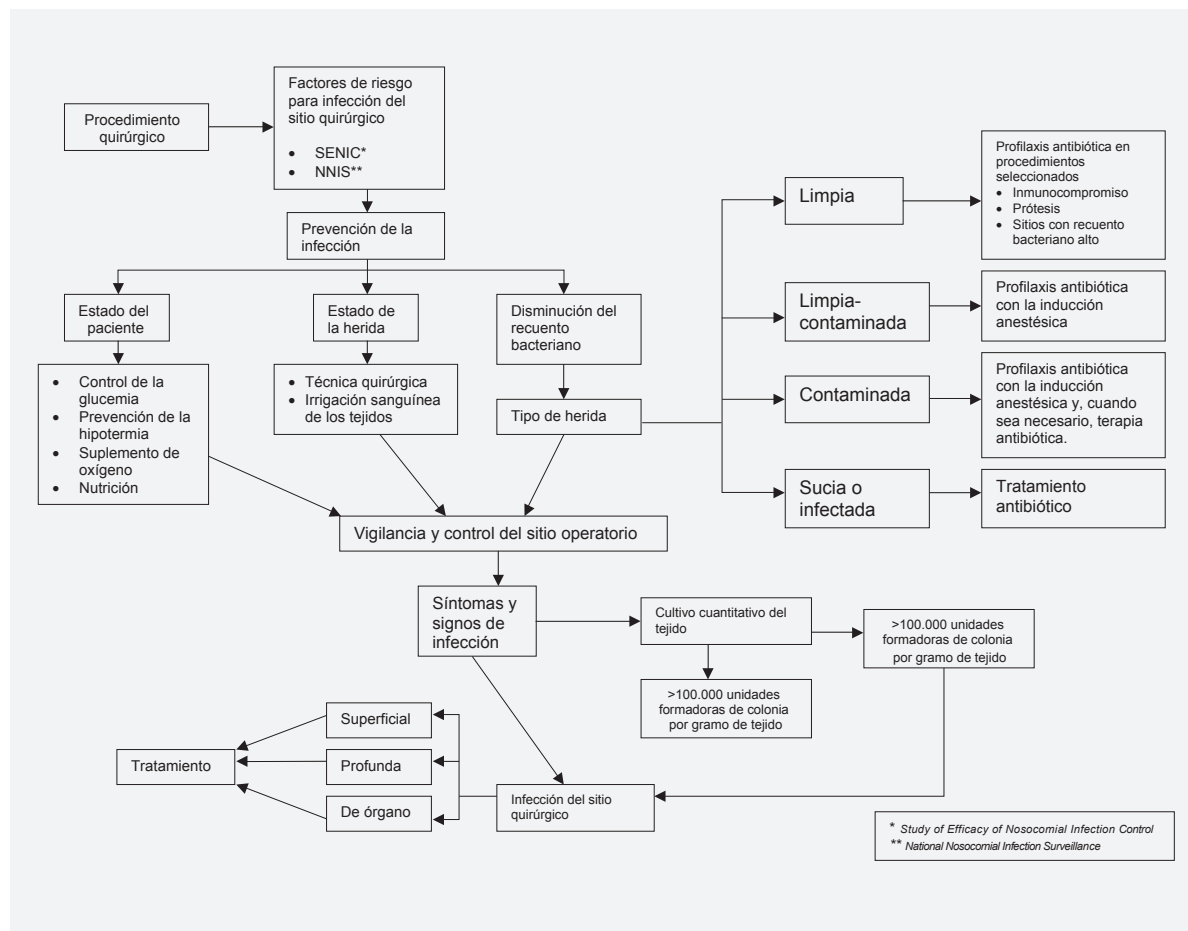 Procedimiento
quirúrgico
Factores de riesgo
para infección del
sitio quirúrgico
• SENIC*
• NNIS**
Prevención de la
infección
Estado del
paciente
Estado de
la herida
Disminución del
recuento
bacteriano
• Control de la
glucemia
• Prevención de la
hipotermia
• Suplemento de
oxígeno
• Nutrición
• Técnica quirúrgica
• Irrigación sanguínea
de los tejidos
Tipo de herida
Limpia
Profilaxis antibiótica en
procedimientos
seleccionados
• Inmunocompromiso
• Prótesis
• Sitios con recuento
bacteriano alto
Limpia-
contaminada
Profilaxis antibiótica
con la inducción
anestésica
Contaminada
Profilaxis antibiótica
con la inducción
anestésica y, cuando
sea necesario, terapia
antibiótica.
Sucia o
infectada
Tratamiento
antibiótico
Vigilancia y control del sitio operatorio
Síntomas y
signos de
infección
Cultivo cuantitativo del
tejido
>100.000 unidades
formadoras de colonia
por gramo de tejido
>100.000 unidades
formadoras de colonia
por gramo de tejido
Superficial
Profunda
De órgano
Tratamiento
Infección del sitio
quirúrgico
* Study of Efficacy of Nosocomial Infection Control
** National Nosocomial Infection Surveillance